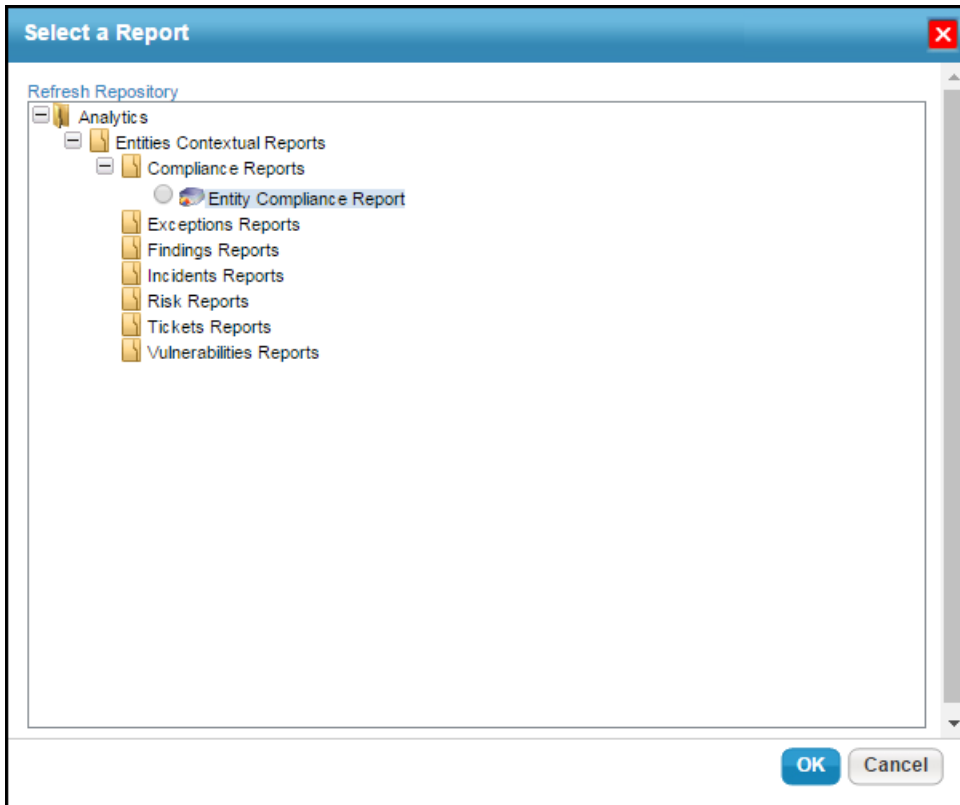 Select a Report
Refresh Repository
Analytics
Entities Contextual Reports
Compliance Reports
Entity Compliance Report
Exceptions Reports
Findings Reports
Incidents Reports
Risk Reports
Tickets Reports
Vulnerabilities Reports
OK Cancel